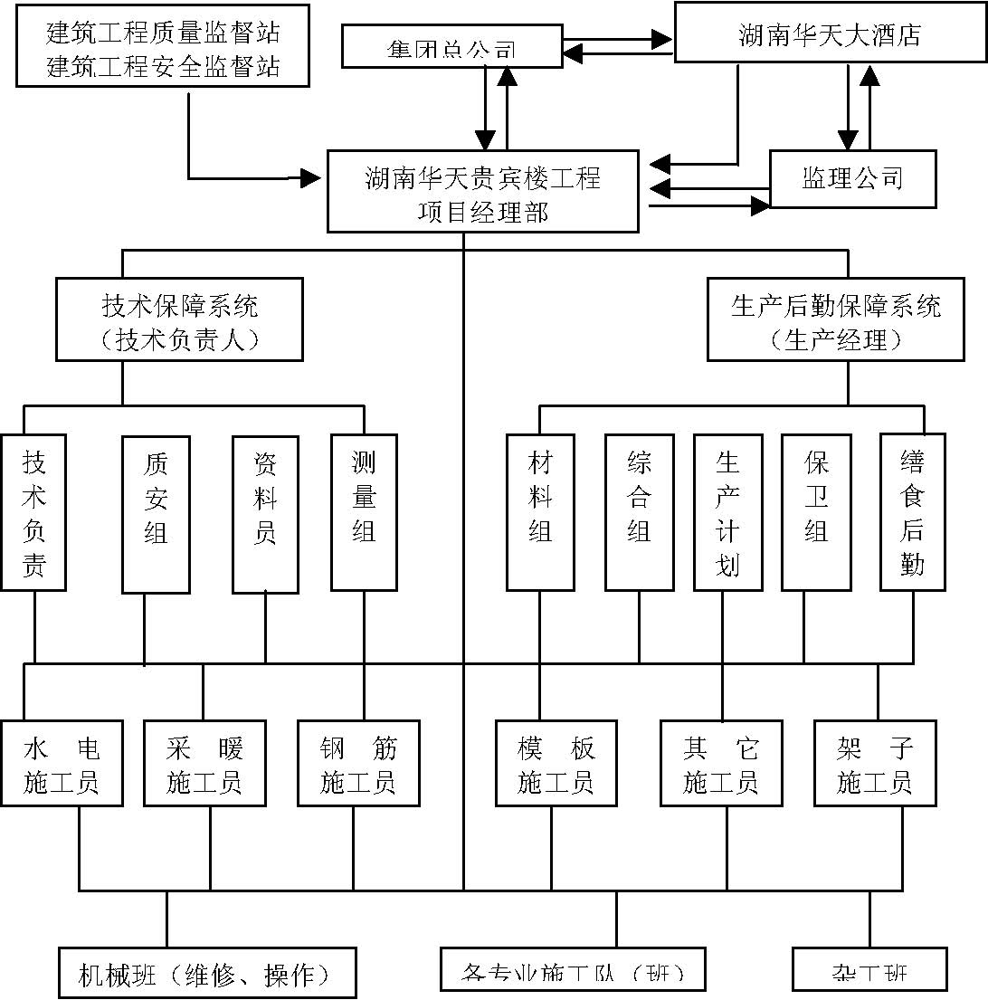 建筑工程质量监督站
建筑工程安全监督站
集团总公司
湖南华天大酒店
湖南华天贵宾楼工程
项目经理部
监理公司
技术保障系统
（技术负责人）
生产后勤保障系统
（生产经理）
技术负责
质安组
资料员
测量组
材料组
综合组
生产计划
保卫组
缮食后勤
水 电
施工员
采 暖
施工员
钢 筋
施工员
模 板
施工员
其 它
施工员
架 子
施工员
机械班（维修、操作）
各专业施工队（班）
杂工班